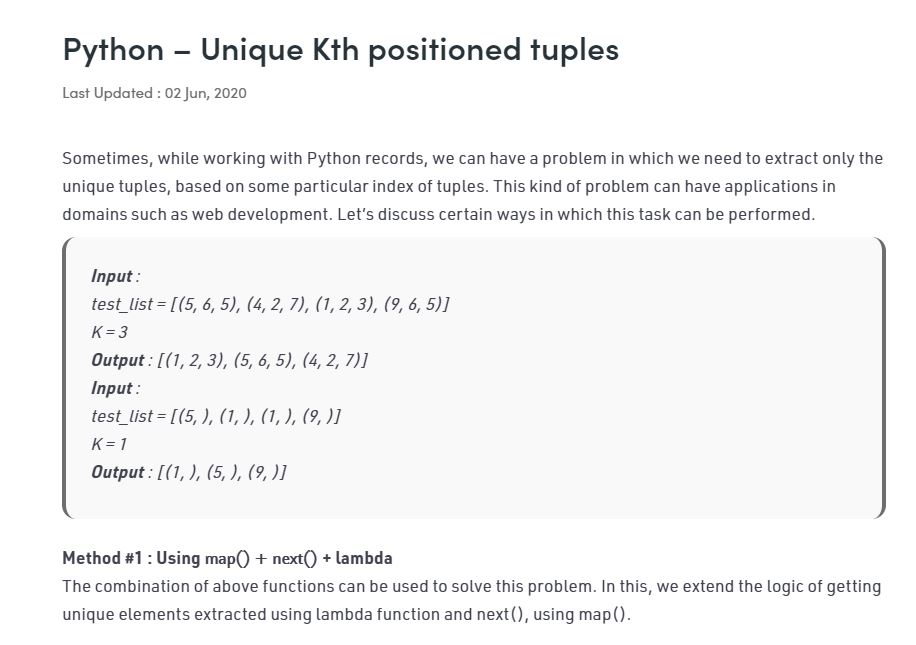 Python – Unique Kth positioned tuples
Last Updated : 02 Jun, 2020
Sometimes, while working with Python records, we can have a problem in which we need to extract only the
unique tuples, based on some particular index of tuples. This kind of problem can have applications in
domains such as web development. Let's discuss certain ways in which this task can be performed.
Input :
test_list = [(5, 6, 5), (4, 2, 7), (1, 2, 3), (9, 6, 5)]
K = 3
Output : [(1, 2, 3), (5, 6, 5), (4, 2, 7)]
Input :
test_list = [(5, ), (1, ), (1, ), (9, )]
K = 1
Output : [(1, ), (5, ), (9, )]
Method #1 : Using map() + next() + lambda
The combination of above functions can be used to solve this problem. In this, we extend the logic of getting
unique elements extracted using lambda function and next(), using map().